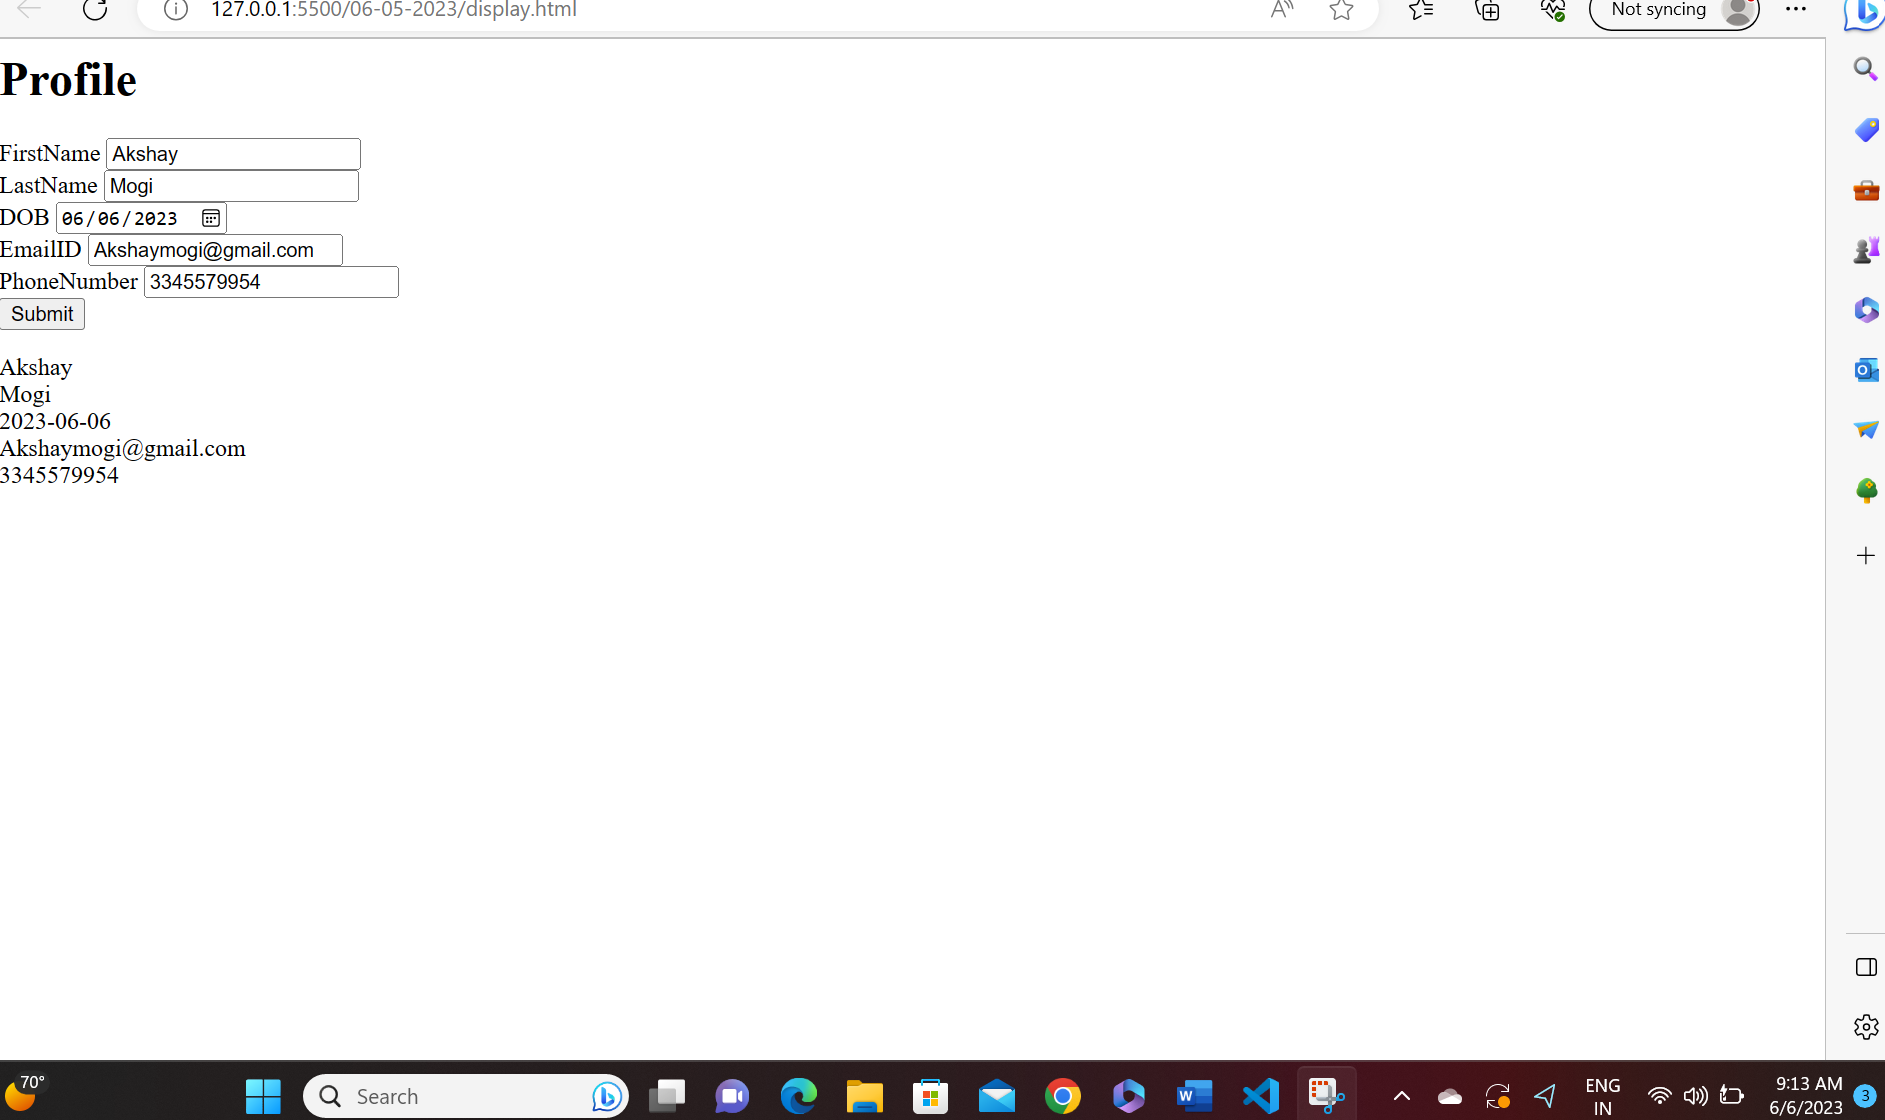 127.0.0.1:5500/06-05-2023/display.html
Not syncing
Profile
FirstName Akshay
LastName Mogi
DOB 06/06/2023
EmailID Akshaymogi@gmail.com
PhoneNumber 3345579954
Submit
Akshay
Mogi
2023-06-06
Akshaymogi@gmail.com
3345579954
70°
Search
ENG
IN
9:13 AM
6/6/2023
3